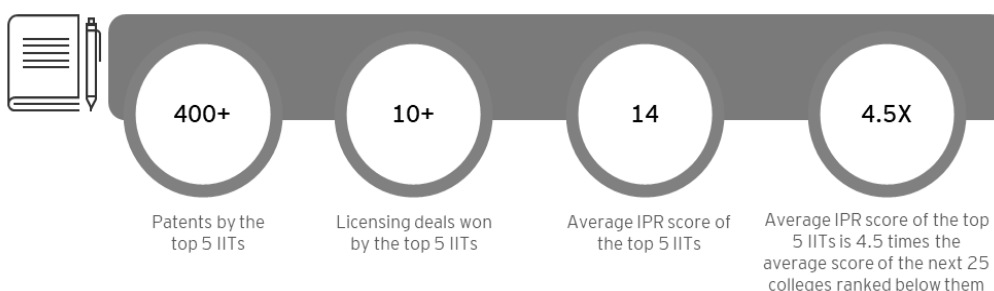 400+
10+
14
4.5X
Patents by the
top 5 IITs
Licensing deals won
by the top 5 IITs
Average IPR score of
the top 5 IITs
Average IPR score of the top
5 IITs is 4.5 times the
average score of the next 25
colleges ranked below them